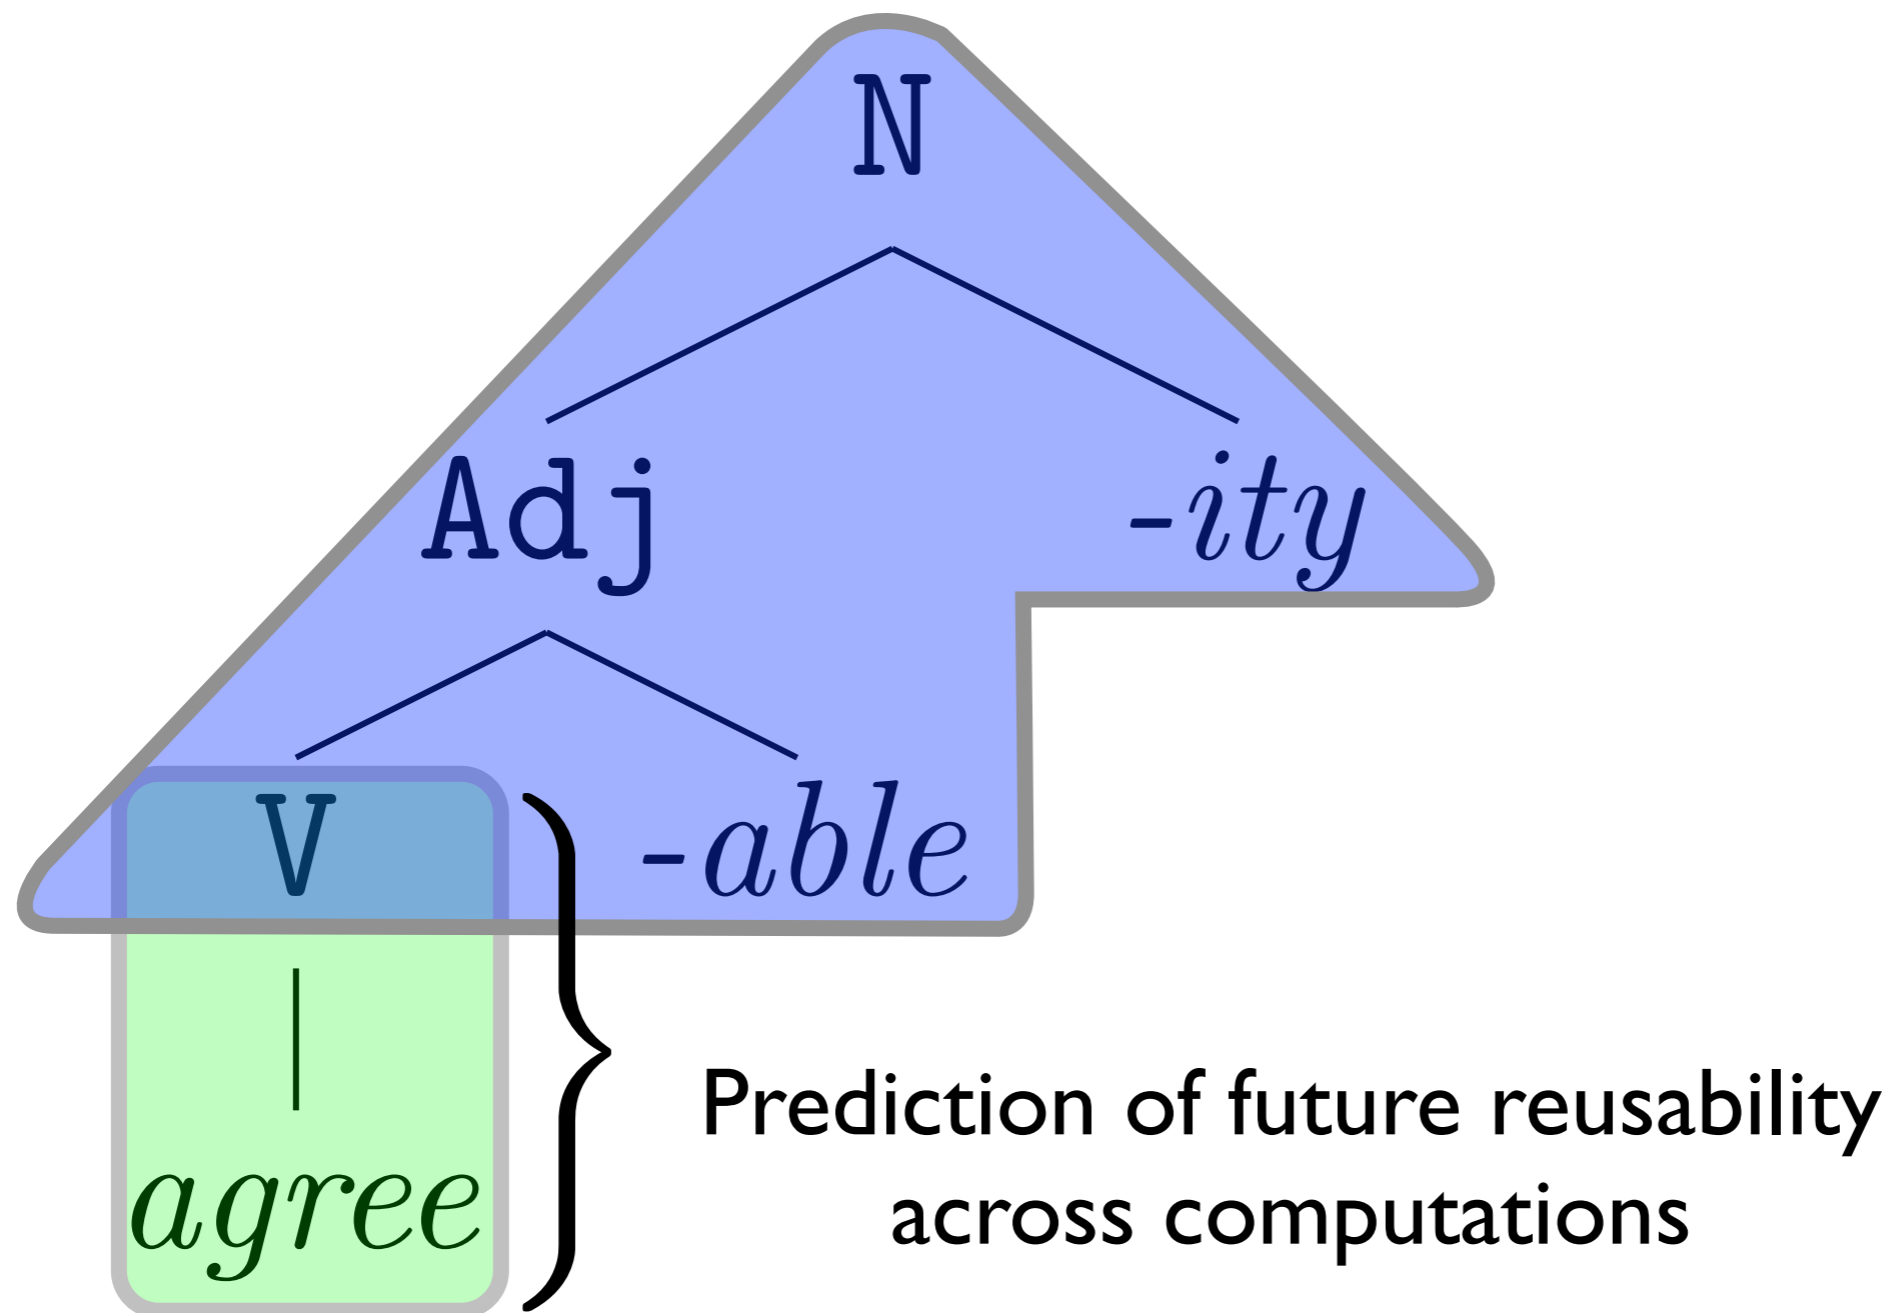 N
Adj -ity
V -able
agree
Prediction of future reusability
across computations